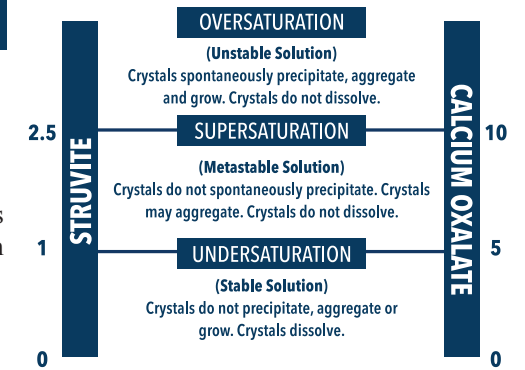 OVERSATURATION
(Unstable Solution)
Crystals spontaneously precipitate, aggregate
and grow. Crystals do not dissolve.
2.5
SUPERSATURATION
10
STRUVITE
CALCIUM OXALATE
(Metastable Solution)
Crystals do not spontaneously precipitate. Crystals
may aggregate. Crystals do not dissolve.
s
n
1
UNDERSATURATION
5
(Stable Solution)
Crystals do not precipitate, aggregate or
grow. Crystals dissolve.
0
0